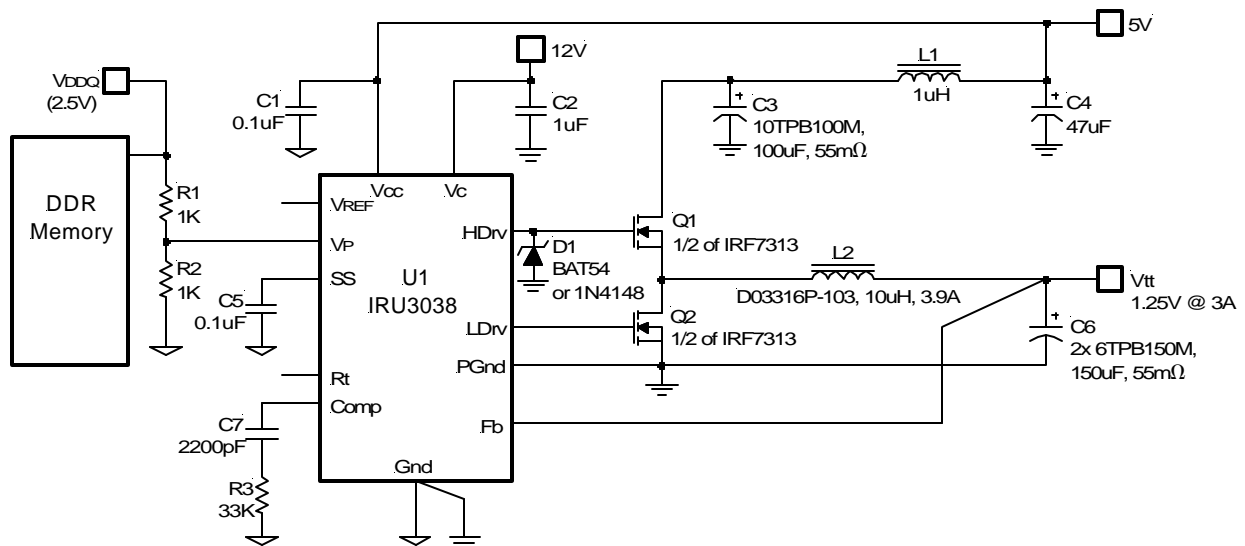 5V
12V
VDDQ
(2.5V)
L1
1uH
C1
0.1uF
C2
1uF
C3
10TPB100M,
100uF, 55mΩ
C4
47uF
DDR
Memory
R1
1K
R2
1K
Vcc
Vc
VREF
VP
SS
U1
IRU3038
HDrv
LDrv
PGnd
Rt
Comp
Fb
Gnd
D1
BAT54
or 1N4148
Q1
1/2 of IRF7313
L2
D03316P-103, 10uH, 3.9A
Q2
1/2 of IRF7313
Vtt
1.25V @ 3A
C6
2x 6TPB150M,
150uF, 55mΩ
C5
0.1uF
C7
2200pF
R3
33K